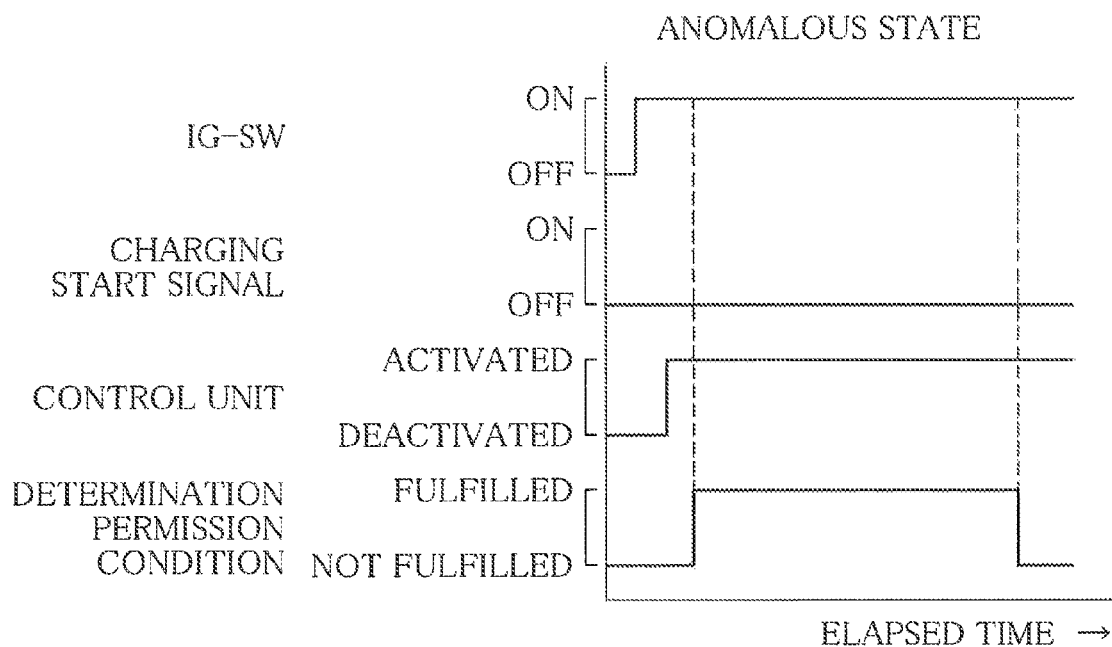 ANOMALOUS STATE
IG-SW
ON
OFF
CHARGING
START SIGNAL
ON
OFF
CONTROL UNIT
ACTIVATED
DEACTIVATED
DETERMINATION
PERMISSION
CONDITION
FULFILLED
NOT FULFILLED
ELAPSED TIME →